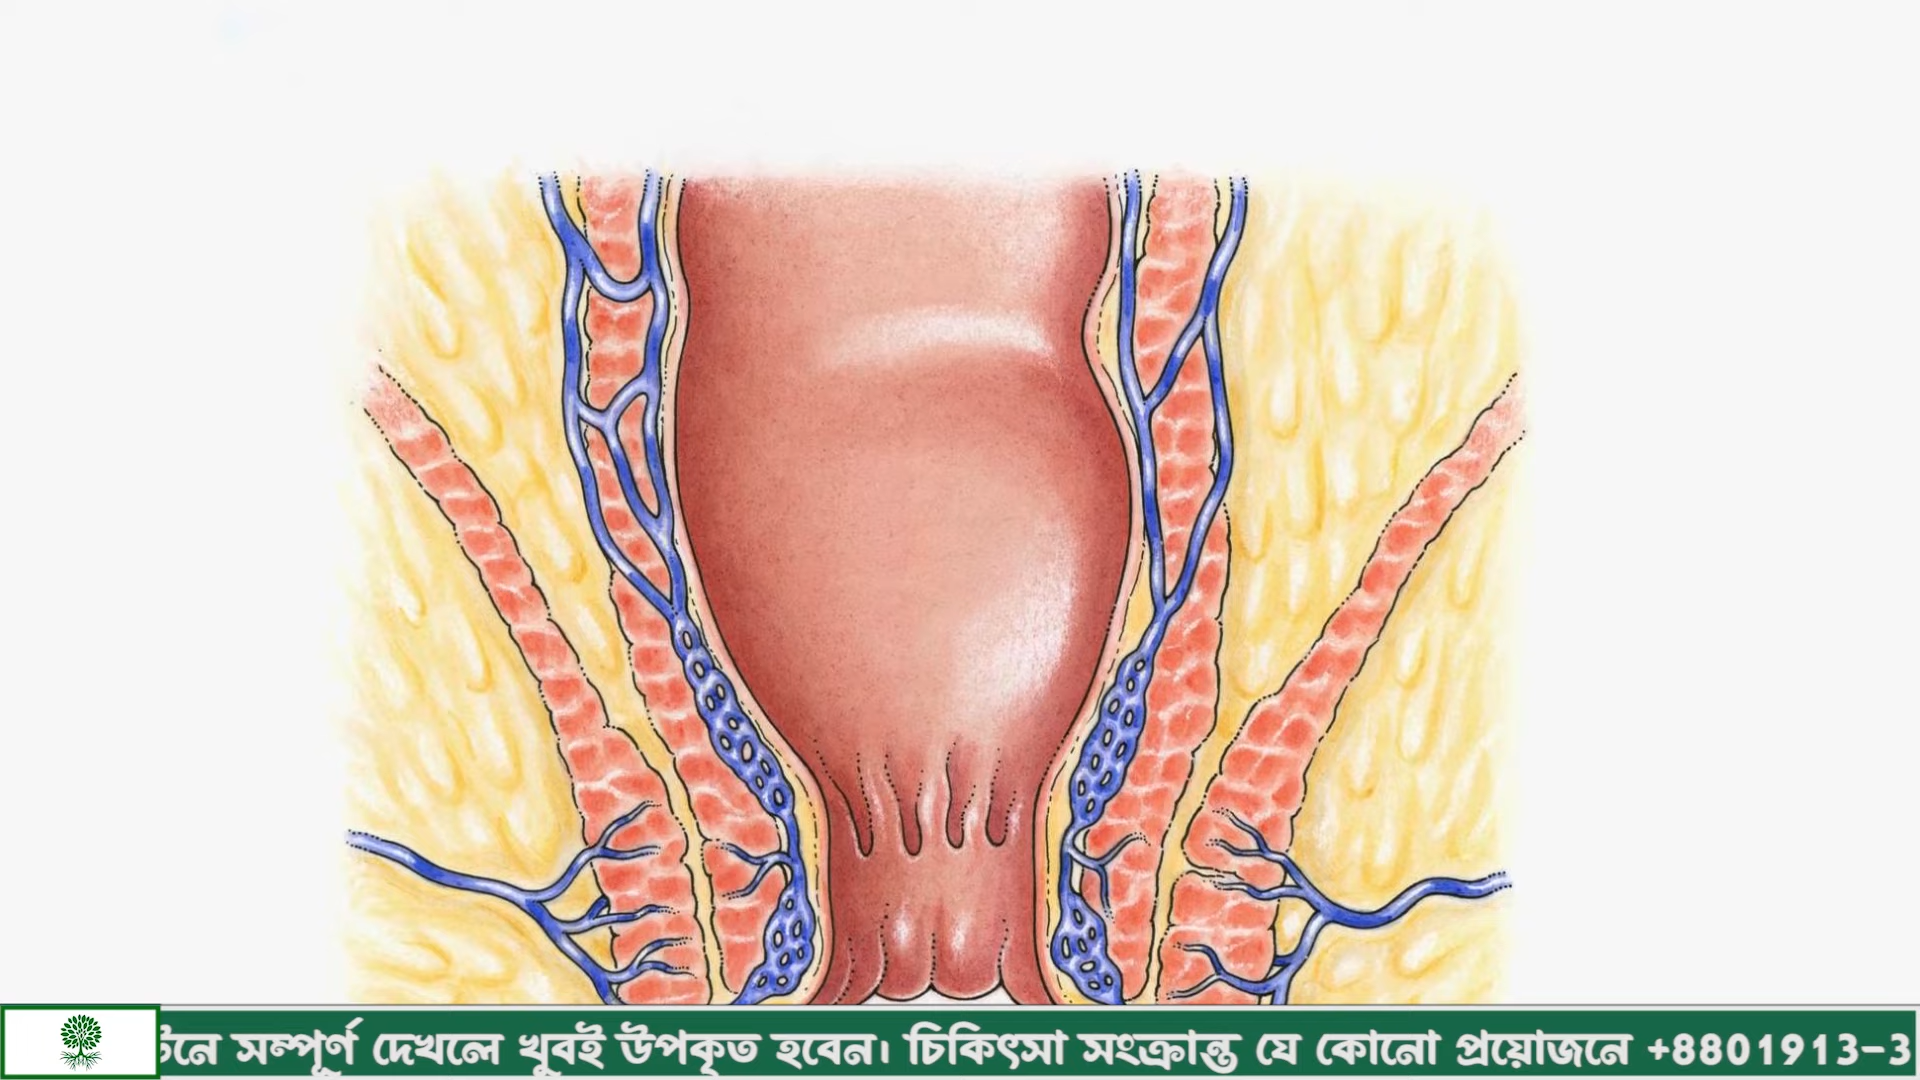 সম্পূর্ণ দেখলে খুবই উপকৃত হবেন। চিকিৎসা সংক্রান্ত যে কোনো প্রয়োজনে +8801913-3